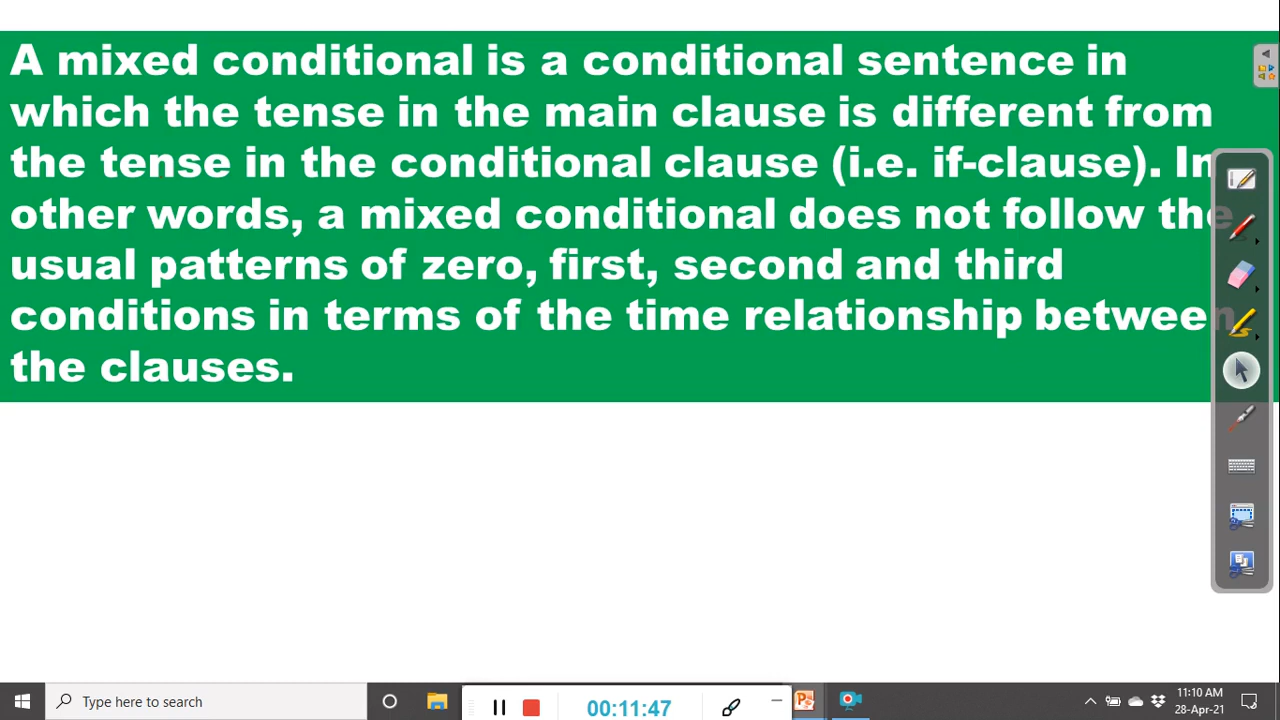 A mixed conditional is a conditional sentence in
which the tense in the main clause is different from
the tense in the conditional clause (i.e. if-clause). In
other words, a mixed conditional does not follow the
usual patterns of zero, first, second and third
conditions in terms of the time relationship between
the clauses.
Type here to search
00:11:47
11:10 AM
28-Apr-21